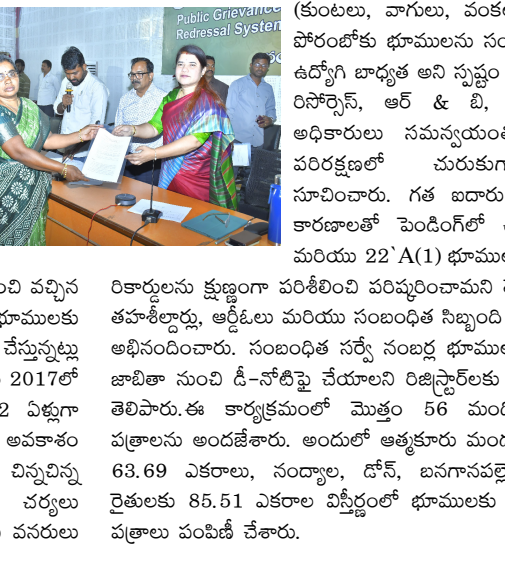 Public Grievance
Redressal System
చి వచ్చిన
భూములకు
చేస్తున్నట్లు
2017లో
2 ఏళ్లుగా
అవకాశం
చిన్నచిన్న
చర్యలు
వనరులు
(కుంటలు, వాగులు,
పోరంబోకు భూములను
ఉద్యోగి బాధ్యత అని స్పష్టం
రిసోర్సెస్, ఆర్ & బి,
అధికారులు
పరిరక్షణలో
సూచించారు. గత ఐదారు
కారణాలతో పెండింగ్‌లో
మరియు 22`A(1)
రికార్డులను క్షుణ్ణంగా పరిశీలించి పరిష్కరించామని
తహశీల్దార్లు, ఆర్డీఓలు మరియు సంబంధిత సిబ్బంది
అభినందించారు. సంబంధిత సర్వే నంబర్ల
జాబితా నుంచి డీ-నోటిఫై చేయాలని రిజిస్ట్రార్‌లకు
తెలిపారు.ఈ కార్యక్రమంలో మొత్తం 56
పత్రాలను అందజేశారు. అందులో ఆత్మకూరు
63.69 ఎకరాలు, నంద్యాల, డోన్, బనగానపల్లె
రైతులకు 85.51 ఎకరాల విస్తీర్ణంలో భూములకు
పత్రాలు పంపిణీ చేశారు.